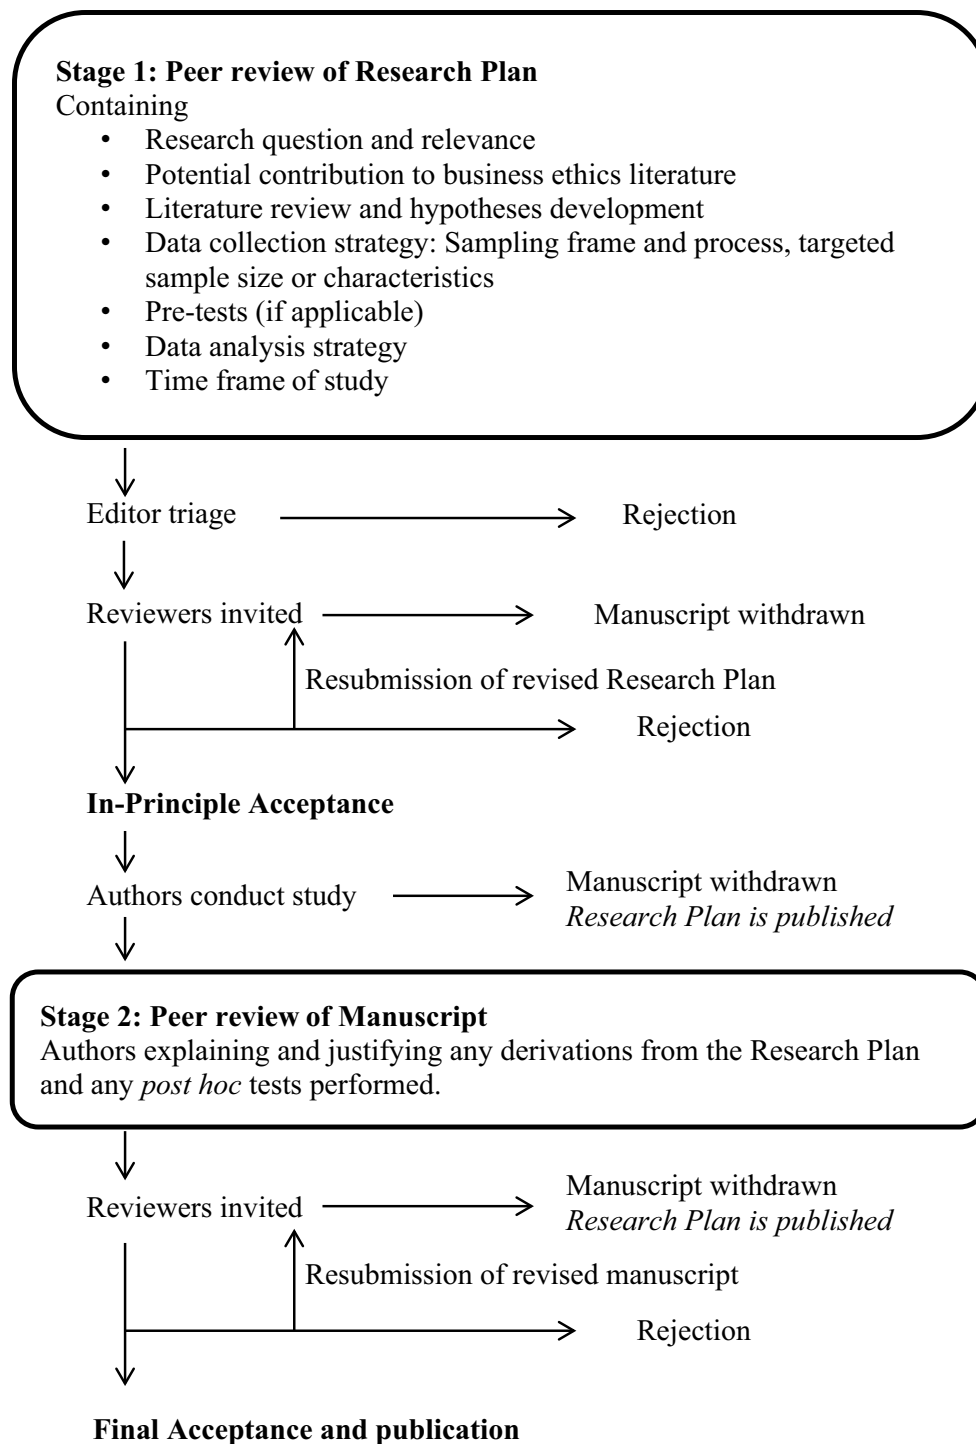 Stage 1: Peer review of Research Plan
Containing
• Research question and relevance
• Potential contribution to business ethics literature
• Literature review and hypotheses development
• Data collection strategy: Sampling frame and process, targeted
sample size or characteristics
• Pre-tests (if applicable)
• Data analysis strategy
• Time frame of study
Editor triage
Rejection
Reviewers invited
Manuscript withdrawn
Resubmission of revised Research Plan
Rejection
In-Principle Acceptance
Authors conduct study
Manuscript withdrawn
Research Plan is published
Stage 2: Peer review of Manuscript
Authors explaining and justifying any derivations from the Research Plan
and any post hoc tests performed.
Reviewers invited
Manuscript withdrawn
Research Plan is published
Resubmission of revised manuscript
Rejection
Final Acceptance and publication